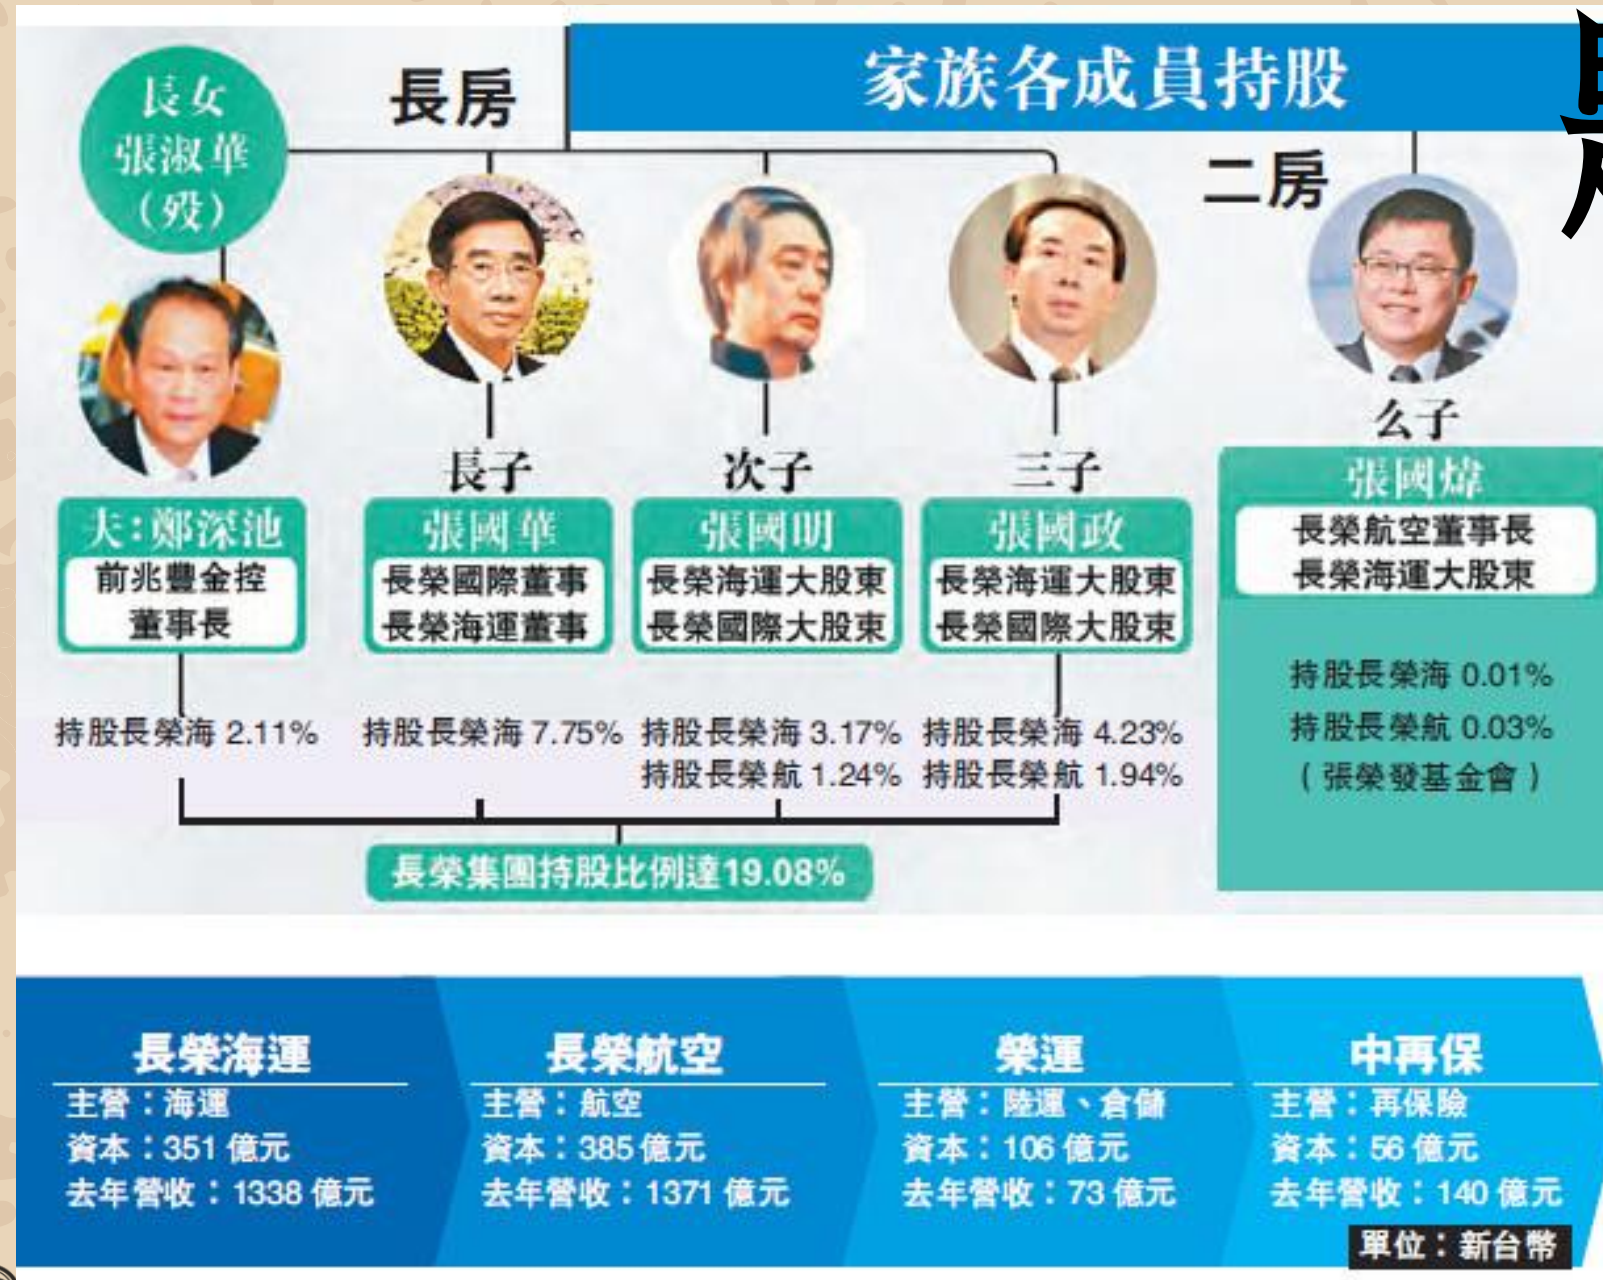 家族各成員持股
長房
二房
長女
張淑華
（歿）
夫：鄭深池
前兆豐金控
董事長
持股長榮海 2.11%
長子
張國華
長榮國際董事
長榮海運董事
持股長榮海 7.75%
次子
張國明
長榮海運大股東
長榮國際大股東
持股長榮海 3.17%
持股長榮航 1.24%
三子
張國政
長榮海運大股東
長榮國際大股東
持股長榮海 4.23%
持股長榮航 1.94%
么子
張國煒
長榮航空董事長
長榮海運大股東
持股長榮海 0.01%
持股長榮航 0.03%
（張榮發基金會）
長榮集團持股比例達19.08%
長榮海運
主營：海運
資本：351 億元
去年營收：1338 億元
長榮航空
主營：航空
資本：385 億元
去年營收：1371 億元
榮運
主營：陸運、倉儲
資本：106 億元
去年營收：73 億元
中再保
主營：再保險
資本：56 億元
去年營收：140 億元
單位：新台幣